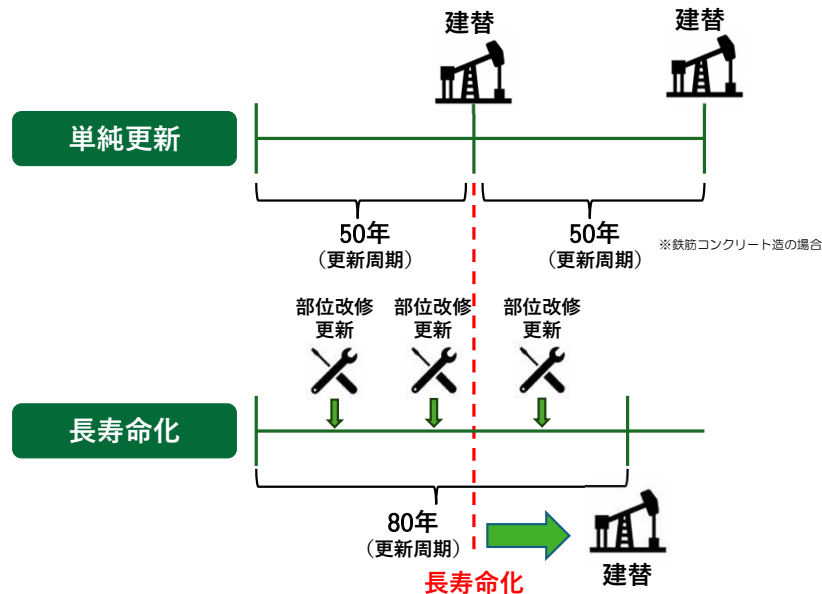 建替
建替
単純更新
50年
(更新周期)
50年
(更新周期)
※鉄筋コンクリート造の場合
部位改修
更新
部位改修
更新
部位改修
更新
長寿命化
80年
(更新周期)
長寿命化
建替